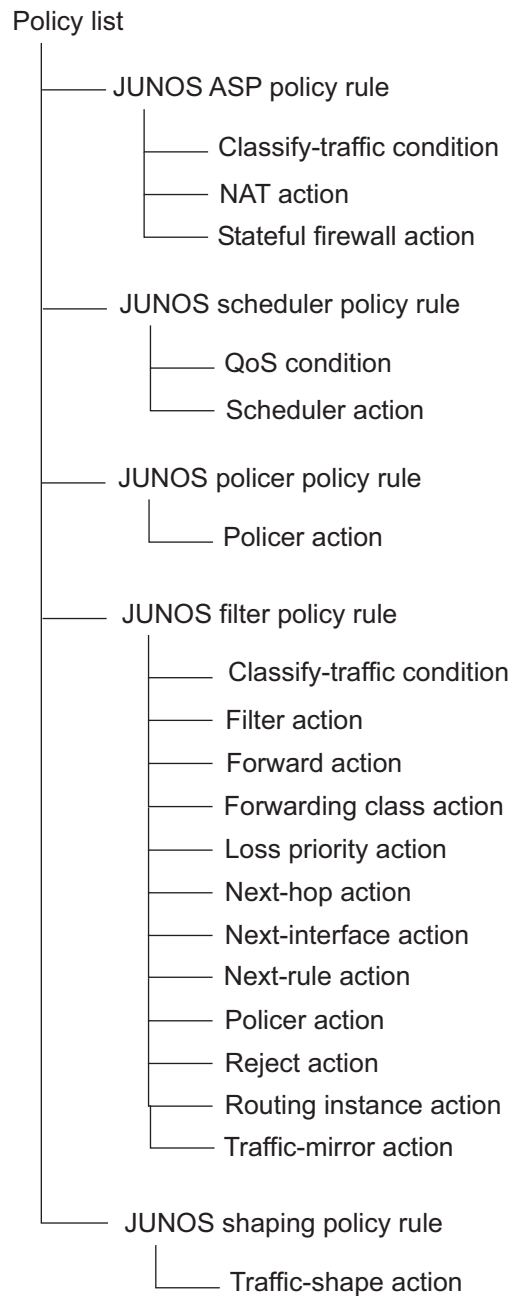 Policy list
JUNOS ASP policy rule
Classify-traffic condition
NAT action
Stateful firewall action
JUNOS scheduler policy rule
QoS condition
Scheduler action
JUNOS policer policy rule
Policer action
JUNOS filter policy rule
Classify-traffic condition
Filter action
Forward action
Forwarding class action
Loss priority action
Next-hop action
Next-interface action
Next-rule action
Policer action
Reject action
Routing instance action
Traffic-mirror action
JUNOS shaping policy rule
Traffic-shape action